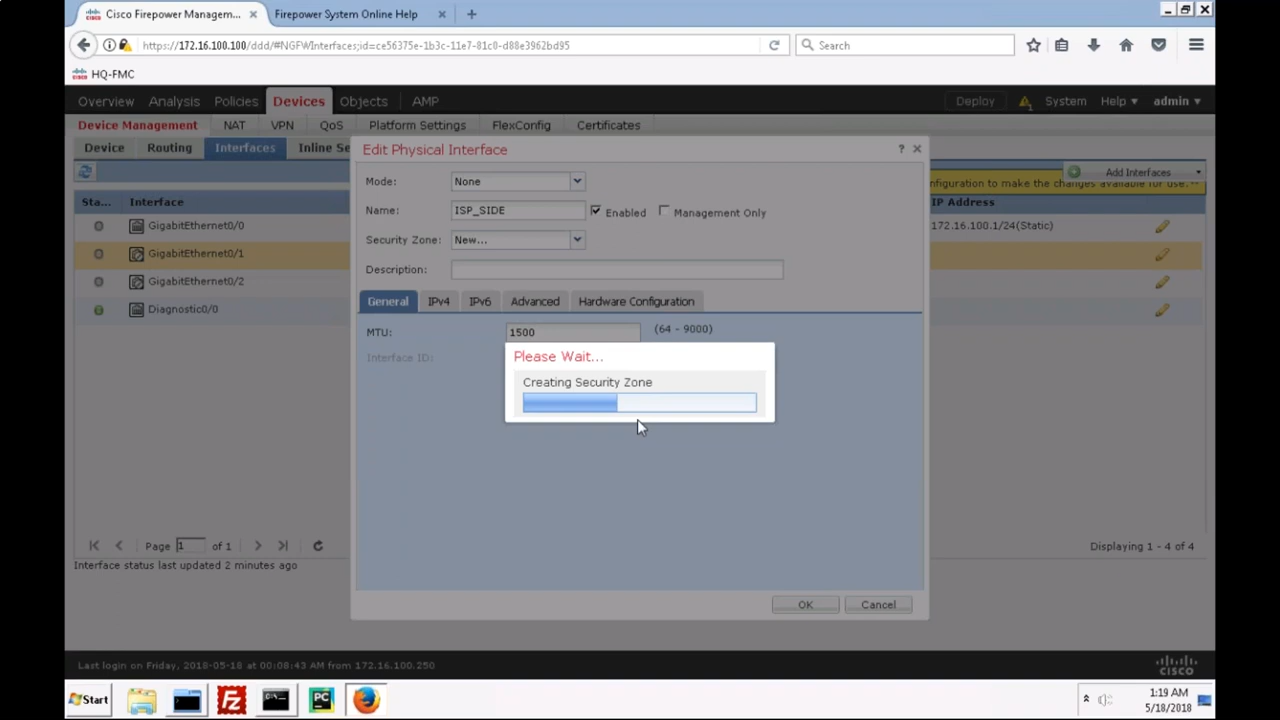 Cisco Firepower Managem...
Firepower System Online Help
https://172.16.100.100/ddd/#NGFWInterfaces;id=ce56375e-1b3c-11e7-81c0-d88e3962bd95
Search
HQ-FMC
Overview Analysis Policies Devices Objects AMP Deploy System Help admin
Device Management NAT VPN QoS Platform Settings FlexConfig Certificates
Device Routing Interfaces Inline Se
Edit Physical Interface
? 
Add Interfaces
nfiguration to make the changes available for use.
Sta... Interface IP Address
GigabitEthernet0/0 172.16.100.1/24(Static)
GigabitEthernet0/1
GigabitEthernet0/2
Diagnostic0/0
Mode: None
Name: ISP_SIDE Enabled Management Only
Security Zone: New...
Description:
General IPv4 IPv6 Advanced Hardware Configuration
MTU: 1500 (64 - 9000)
Interface ID:
Please Wait...
Creating Security Zone
Page 1 of 1
Displaying 1 - 4 of 4
Interface status last updated 2 minutes ago
OK Cancel
Last login on Friday, 2018-05-18 at 00:08:43 AM from 172.16.100.250
CISCO
Start
PC
1:19 AM
5/18/2018